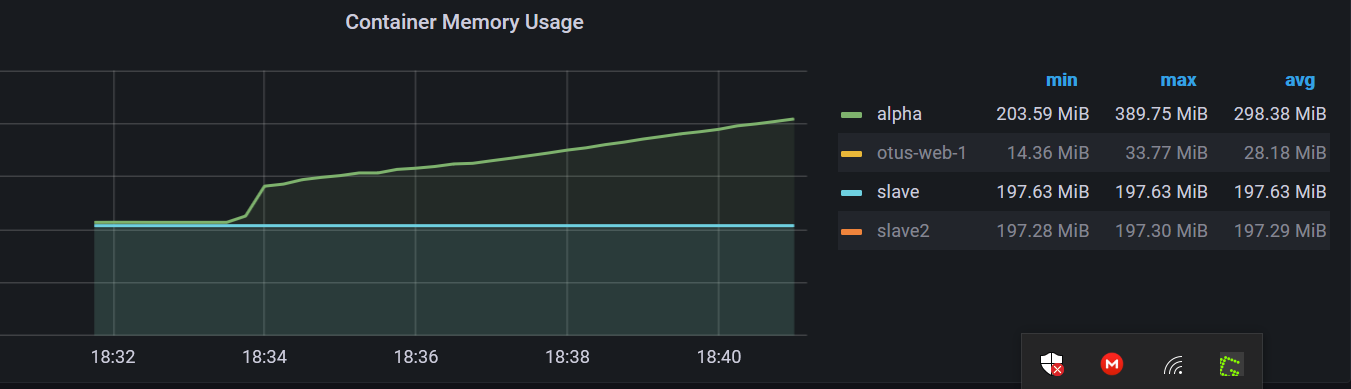 Container Memory Usage
min max avg
alpha 203.59 MiB 389.75 MiB 298.38 MiB
otus-web-1 14.36 MiB 33.77 MiB 28.18 MiB
slave 197.63 MiB 197.63 MiB 197.63 MiB
slave2 197.28 MiB 197.30 MiB 197.29 MiB
18:32 18:34 18:36 18:38 18:40
M